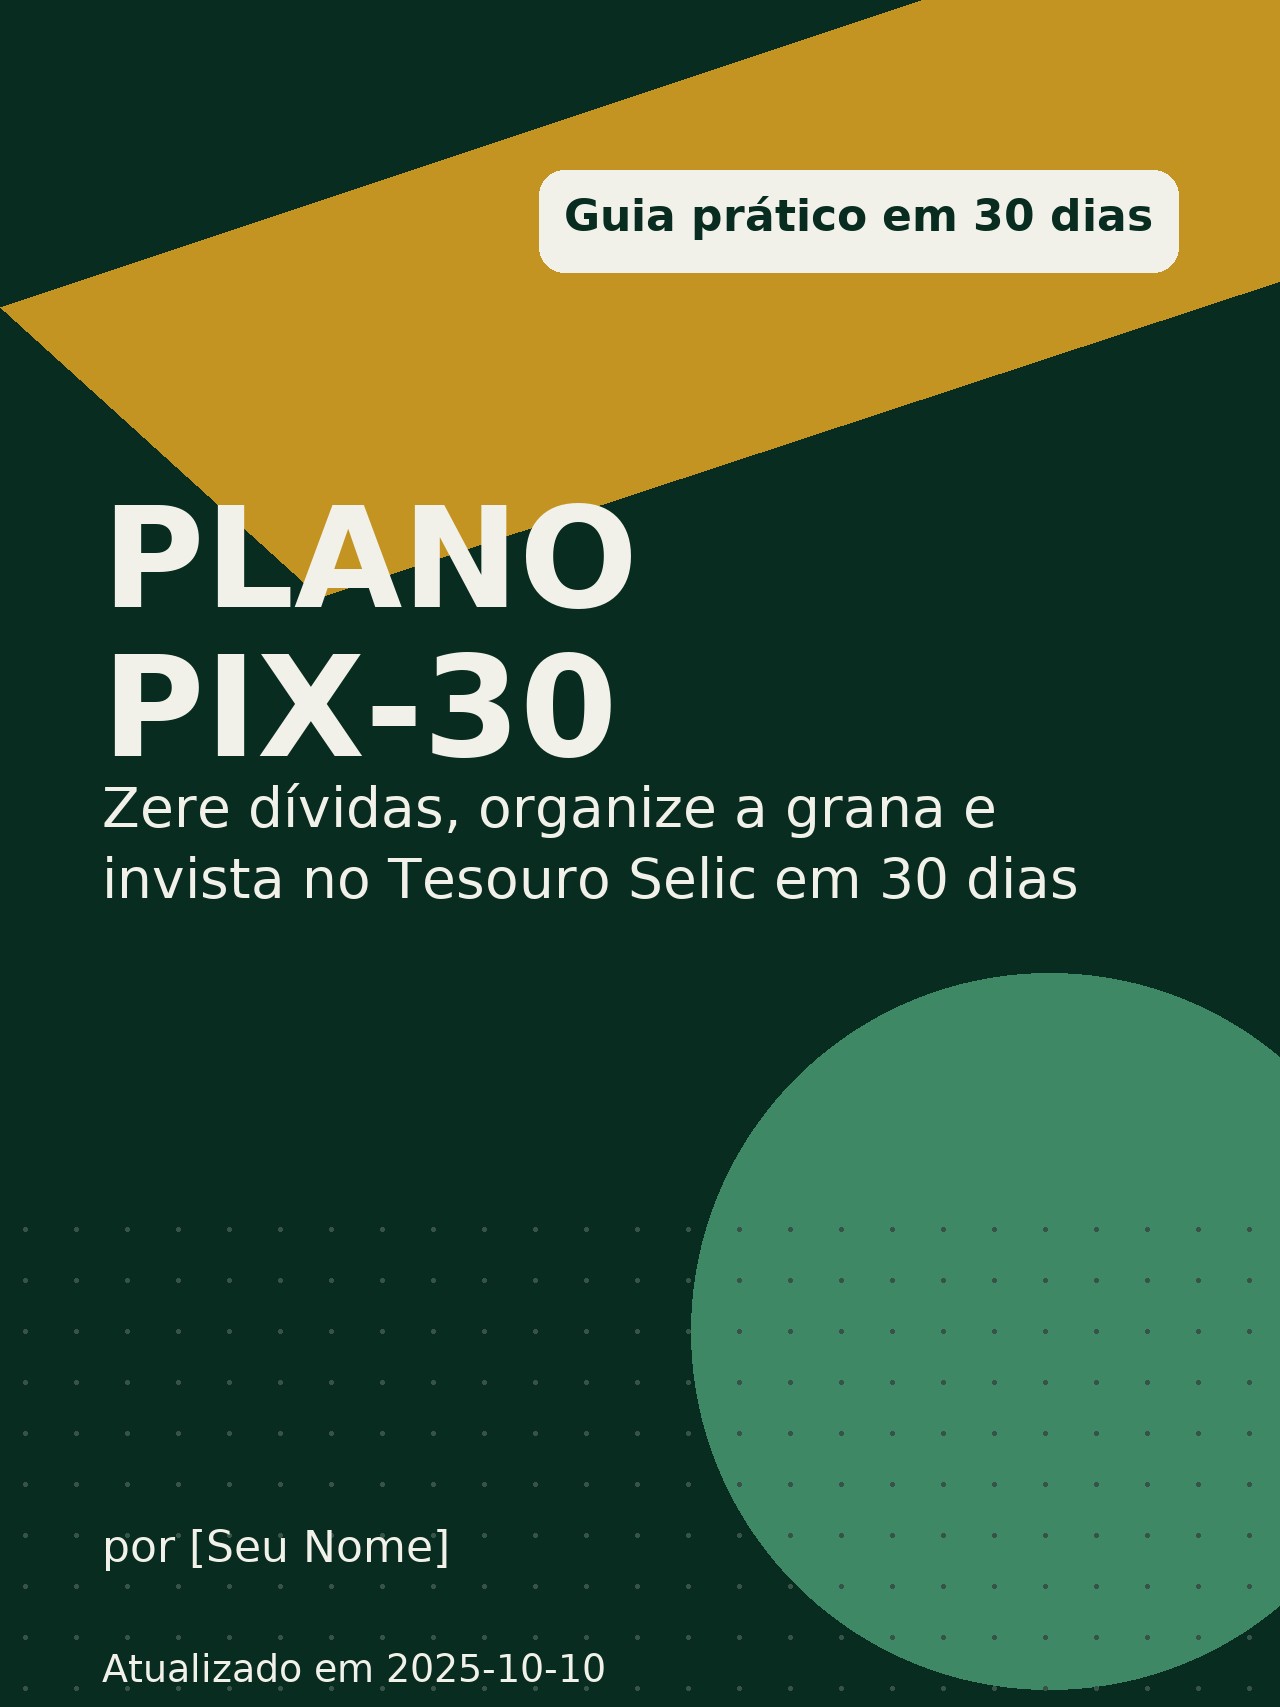 Guia prático em 30 dias
PLANO
PIX-30
Zere dívidas, organize a grana e
invista no Tesouro Selic em 30 dias
por [Seu Nome]
Atualizado em 2025-10-10